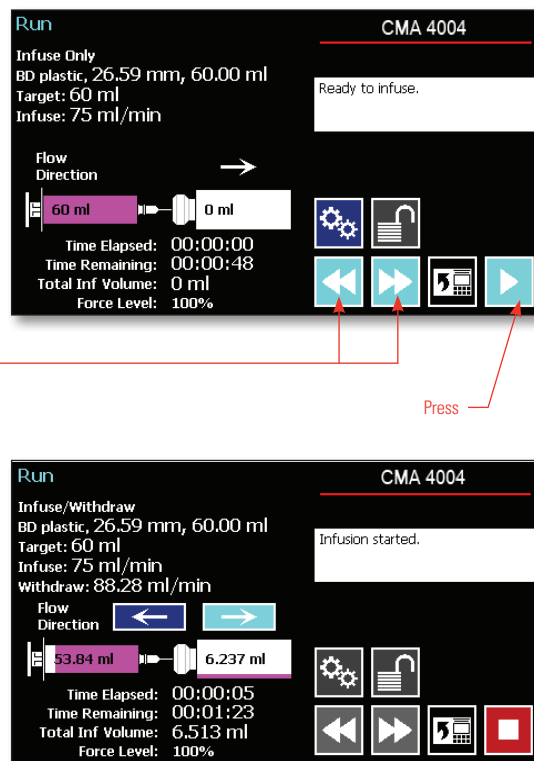 Run
CMA 4004
Infuse Only
BD plastic, 26.59 mm, 60.00 ml
Target: 60 ml
Infuse: 75 ml/min
Ready to infuse.
Flow
Direction
60 ml
0 ml
Time Elapsed: 00:00:00
Time Remaining: 00:00:48
Total Inf Volume: 0 ml
Force Level: 100%
Press
Run
CMA 4004
Infuse/Withdraw
BD plastic, 26.59 mm, 60.00 ml
Target: 60 ml
Infuse: 75 ml/min
Withdraw: 88.28 ml/min
Infusion started.
Flow
Direction
53.84 ml
6.237 ml
Time Elapsed: 00:00:05
Time Remaining: 00:01:23
Total Inf Volume: 6.513 ml
Force Level: 100%